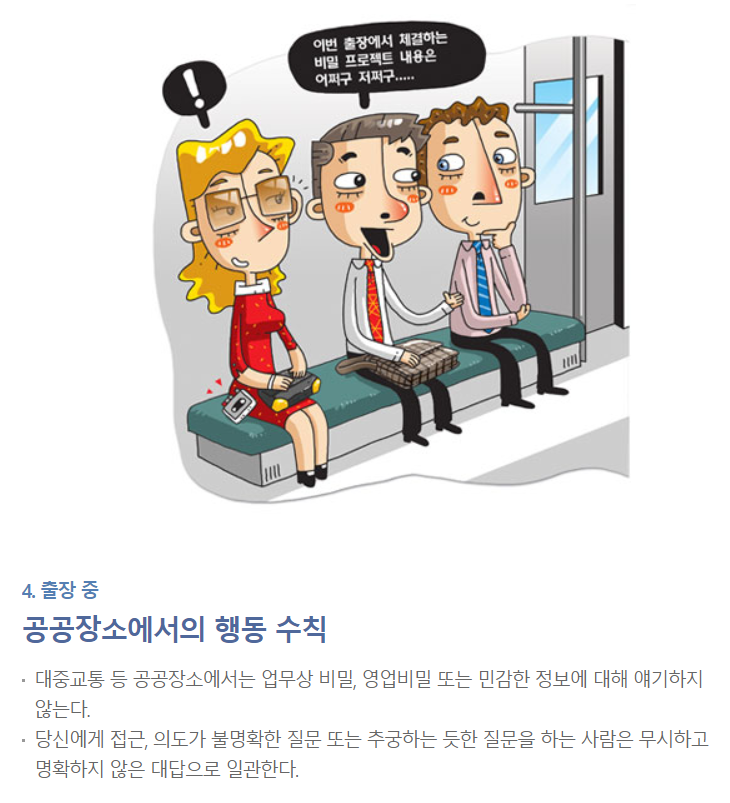 !
이번 출장에서 체결하는
비밀 프로젝트 내용은
어쩌구 저쩌구.....
4. 출장 중
공공장소에서의 행동 수칙
· 대중교통 등 공공장소에서는 업무상 비밀, 영업비밀 또는 민감한 정보에 대해 얘기하지
않는다.
· 당신에게 접근, 의도가 불명확한 질문 또는 추궁하는 듯한 질문을 하는 사람은 무시하고
명확하지 않은 대답으로 일관한다.